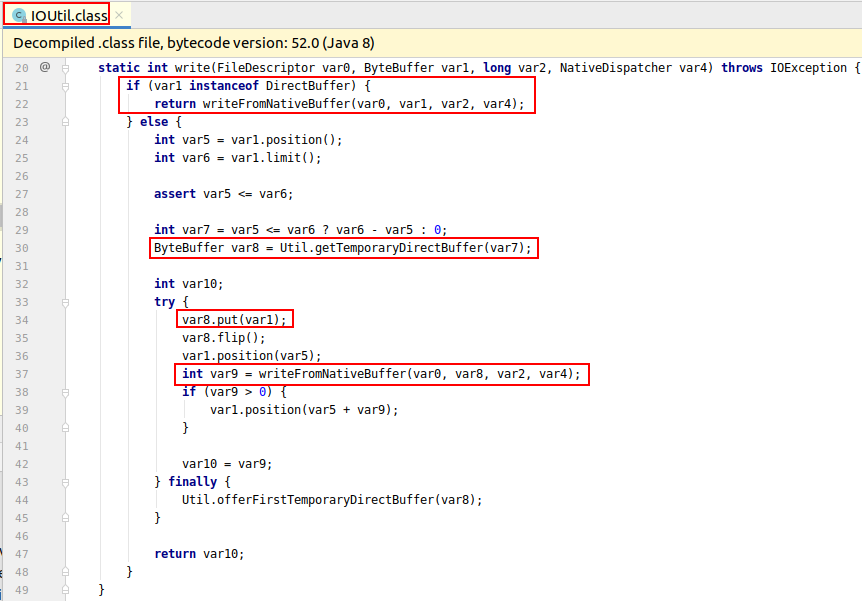 IOUtil.class
Decompiled .class file, bytecode version: 52.0 (Java 8)
20 @ static int write(FileDescriptor var0, ByteBuffer var1, long var2, NativeDispatcher var4) throws IOException {
21 if (var1 instanceof DirectBuffer) {
22 return writeFromNativeBuffer(var0, var1, var2, var4);
23 } else {
24 int var5 = var1.position();
25 int var6 = var1.limit();
26
27 assert var5 <= var6;
28
29 int var7 = var5 <= var6 ? var6 - var5 : 0;
30 ByteBuffer var8 = Util.getTemporaryDirectBuffer(var7);
31
32 int var10;
33 try {
34 var8.put(var1);
35 var8.flip();
36 var1.position(var5);
37 int var9 = writeFromNativeBuffer(var0, var8, var2, var4);
38 if (var9 > 0) {
39 var1.position(var5 + var9);
40 }
41
42 var10 = var9;
43 } finally {
44 Util.offerFirstTemporaryDirectBuffer(var8);
45 }
46
47 return var10;
48 }
49 }